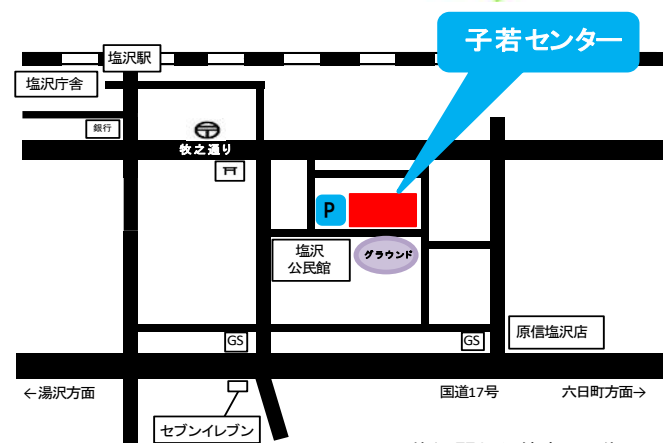 子若センター
塩沢駅
塩沢庁舎
銀行
牧之通り
P
塩沢
公民館
グラウンド
GS
GS
原信塩沢店
←湯沢方面
国道17号
六日町方面→
セブンイレブン